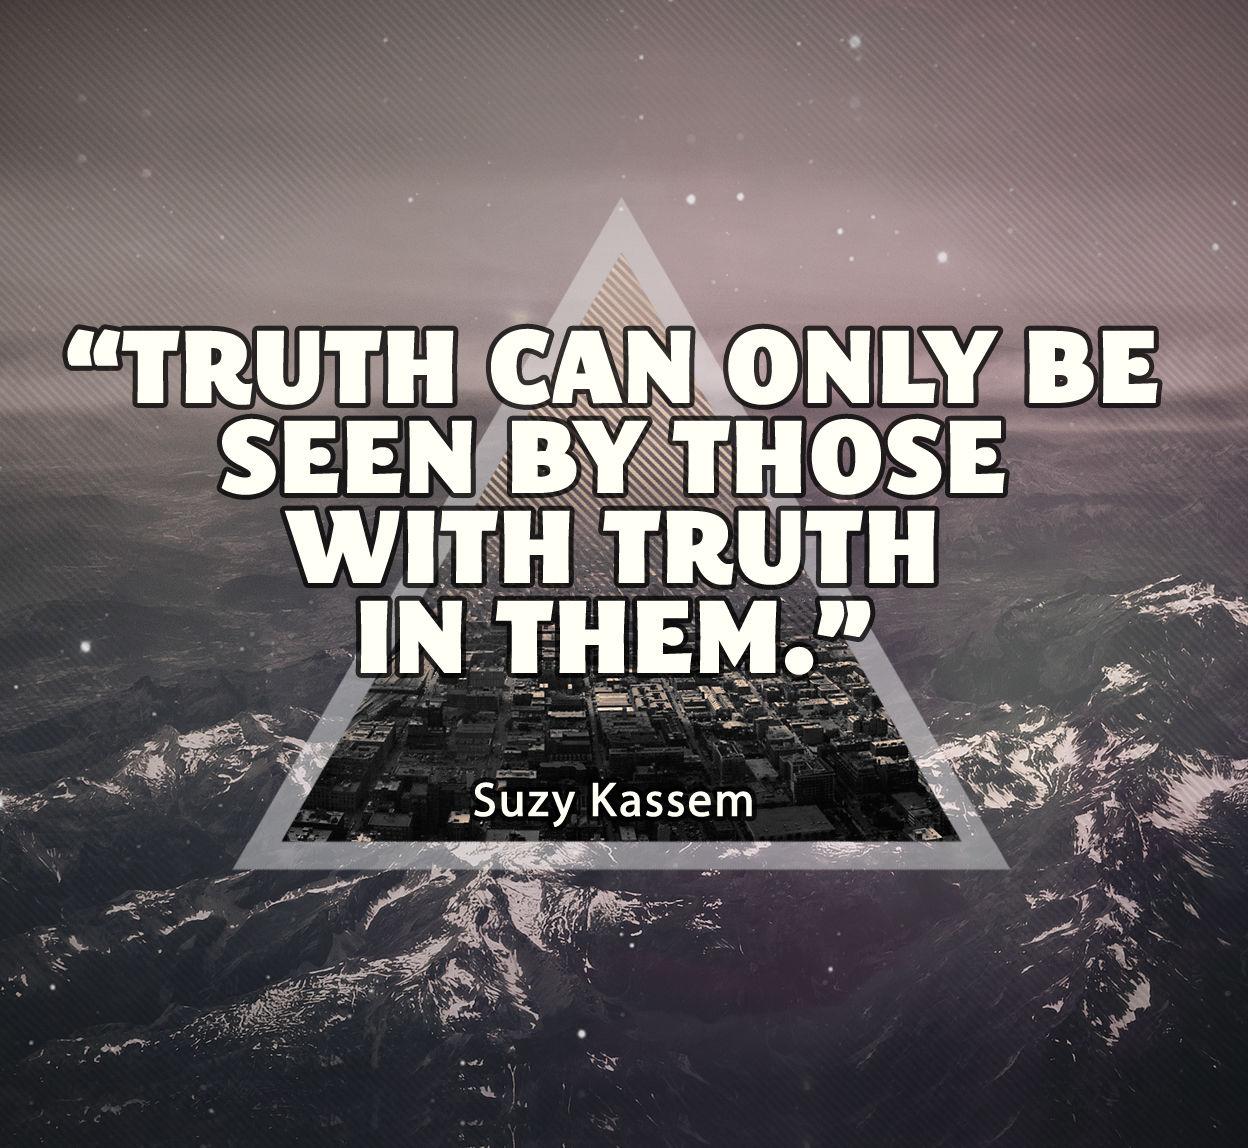 “TRUTH CAN ONLY BE
SEEN BY THOSE
WITH TRUTH
IN THEM.”
Suzy Kassem